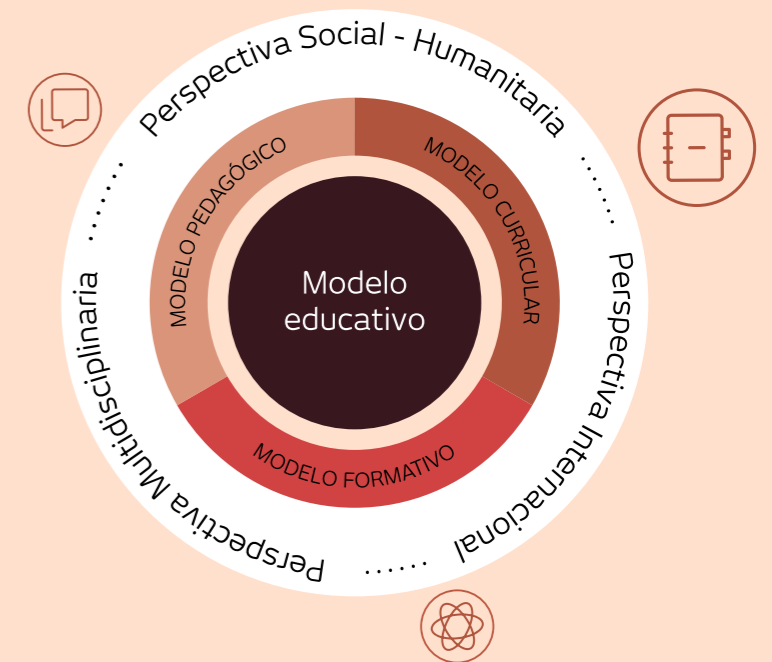 Perspectiva Social - Humanitaria
Perspectiva Internacional
Perspectiva Multidisciplinaria
MODELO PEDAGÓGICO
MODELO CURRICULAR
MODELO FORMATIVO
Modelo
educativo